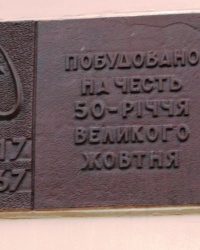 ПОБУДОВАНО
НА ЧЕСТЬ
50-РІЧЧЯ
ВЕЛИКОГО
ЖОВТНЯ
17
67